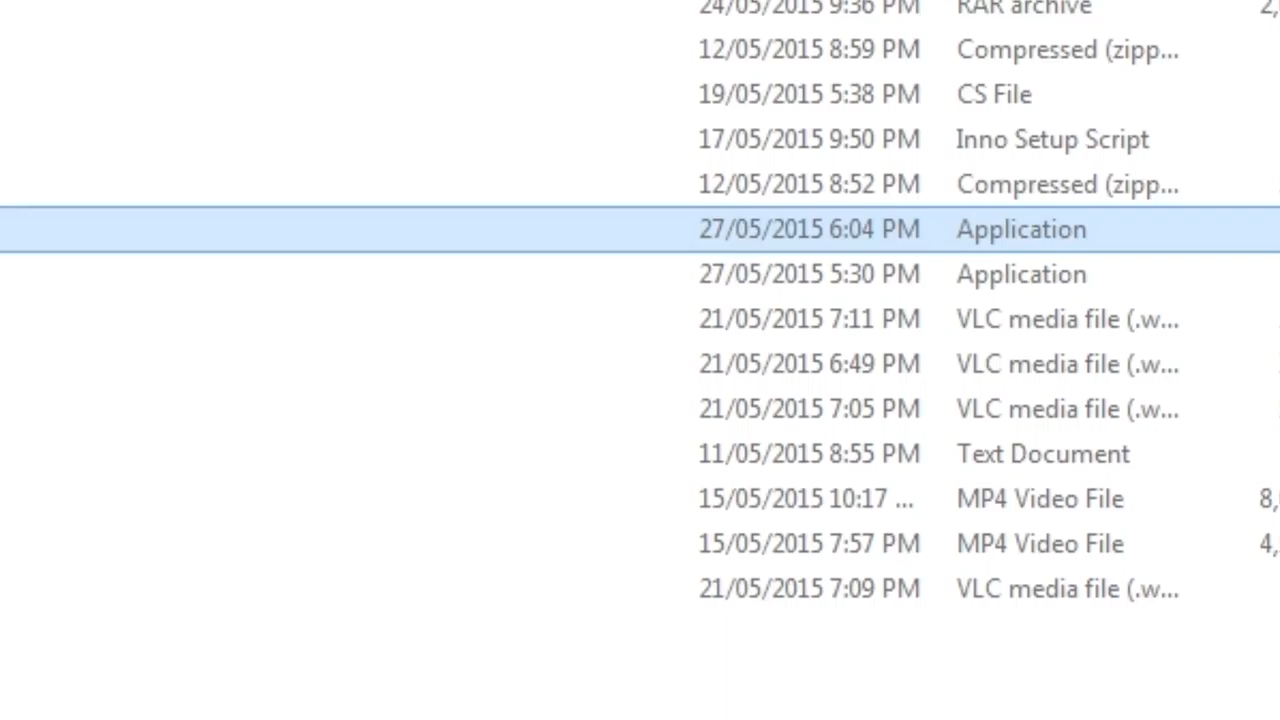 24/05/2015 9:36 PM RAR archive 2,
12/05/2015 8:59 PM Compressed (zipp...
19/05/2015 5:38 PM CS File
17/05/2015 9:50 PM Inno Setup Script
12/05/2015 8:52 PM Compressed (zipp...
27/05/2015 6:04 PM Application
27/05/2015 5:30 PM Application
21/05/2015 7:11 PM VLC media file (.w...
21/05/2015 6:49 PM VLC media file (.w...
21/05/2015 7:05 PM VLC media file (.w...
11/05/2015 8:55 PM Text Document
15/05/2015 10:17 ... MP4 Video File 8,
15/05/2015 7:57 PM MP4 Video File 4,
21/05/2015 7:09 PM VLC media file (.w...